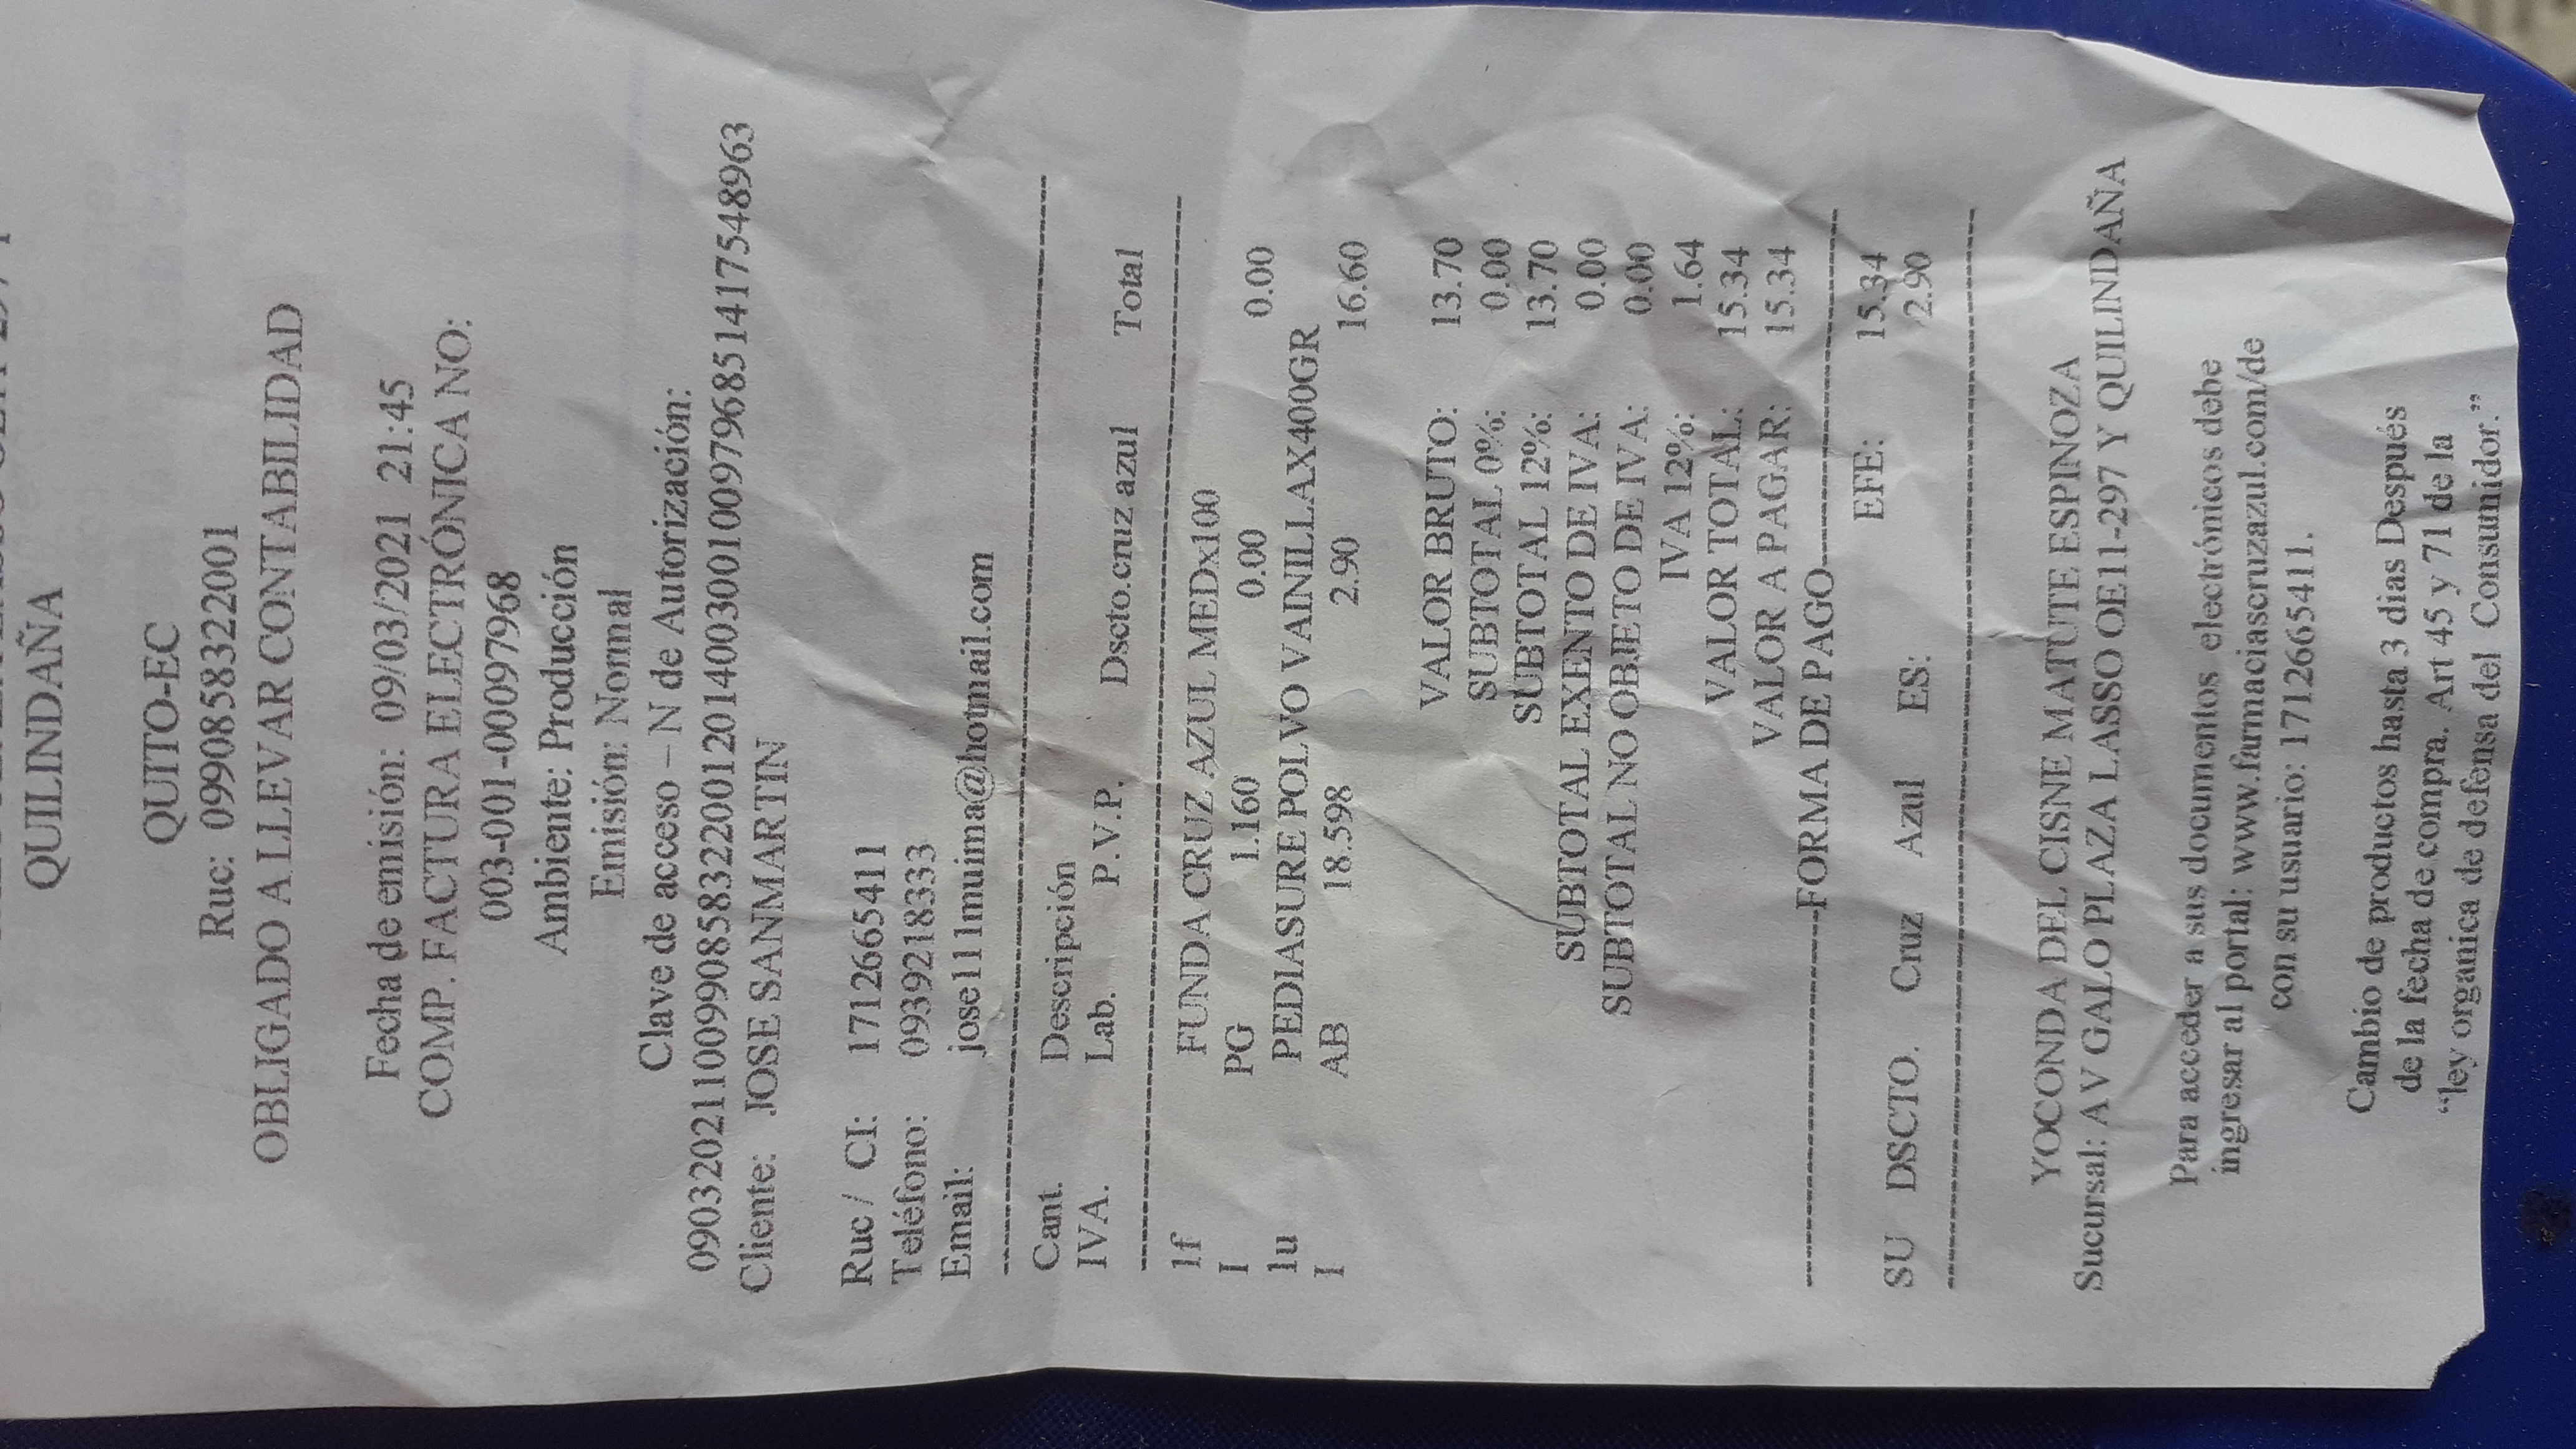 QUILINDAÑA
QUITO-EC
Ruc: 0990858322001
OBLIGADO A LLEVAR CONTABILIDAD
Fecha de emisión: 09/03/2021 21:45
COMP. FACTURA ELECTRÓNICA NO:
003-001-00097968
Ambiente: Producción
Emisión: Normal
Clave de acceso – N de Autorización:
090320211009908583220012014003001009796851417548963
Cliente: JOSE SANMARTIN
Ruc / CI: 1712665411
Teléfono: 0939218333
Email: jose111muima@hotmail.com
Cant. Descripción
IVA. Lab. P.V.P. Dscto.cruz azul Total
1f FUNDA CRUZ AZUL MEDx100
I PG 1.160 0.00 0.00
1u PEDIASURE POLVO VAINILLAX400GR
I AB 18.598 2.90 16.60
VALOR BRUTO: 13.70
SUBTOTAL 0%: 0.00
SUBTOTAL 12%: 13.70
SUBTOTAL EXENTO DE IVA: 0.00
SUBTOTAL NO OBJETO DE IVA: 0.00
IVA 12%: 1.64
VALOR TOTAL: 15.34
VALOR A PAGAR: 15.34
FORMA DE PAGO
EFE: 15.34
SU DSCTO. Cruz Azul ES: 2.90
YOCONDA DEL CISNE MATUTE ESPINOZA
Sucursal: AV GALO PLAZA LASSO OE11-297 Y QUILINDAÑA
Para acceder a sus documentos electrónicos debe
ingresar al portal: www.farmaciascruzazul.com/de
con su usuario: 1712665411.
Cambio de productos hasta 3 dias Después
de la fecha de compra. Art 45 y 71 de la
“ley organica de defensa del Consumidor.”